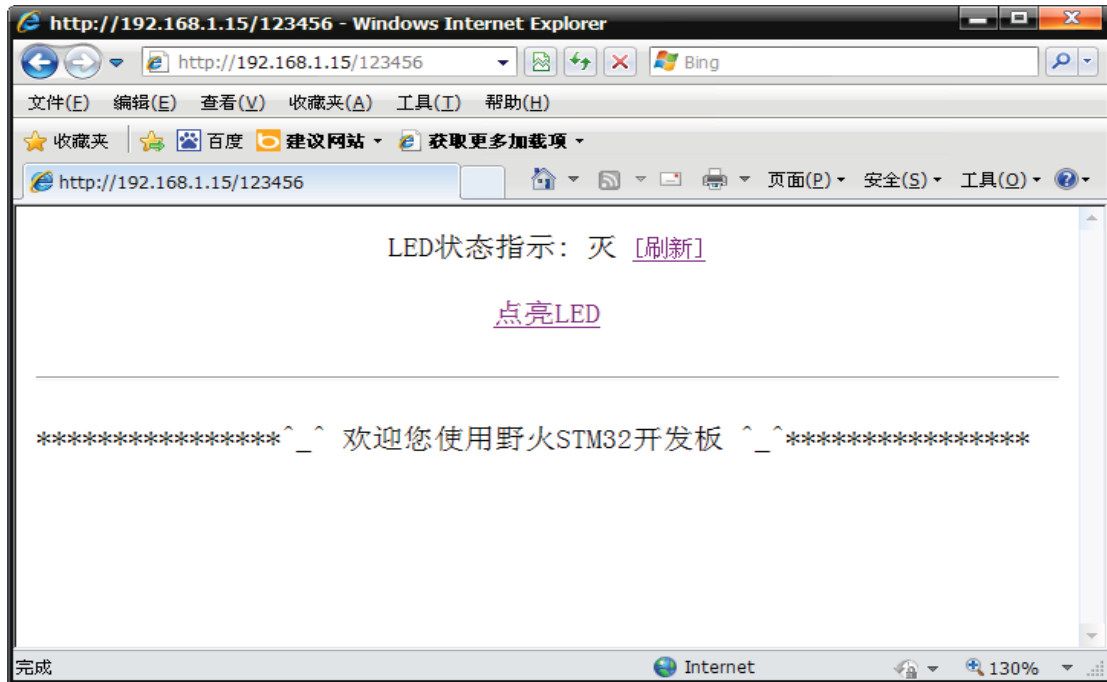 http://192.168.1.15/123456 - Windows Internet Explorer
http://192.168.1.15/123456 Bing
文件(F) 编辑(E) 查看(V) 收藏夹(A) 工具(T) 帮助(H)
收藏夹 百度 建议网站 获取更多加载项
http://192.168.1.15/123456 页面(P) 安全(S) 工具(O)
LED状态指示: 灭 [刷新]
点亮LED
****************^_^ 欢迎您使用野火STM32开发板 ^_^****************
完成 Internet 130%